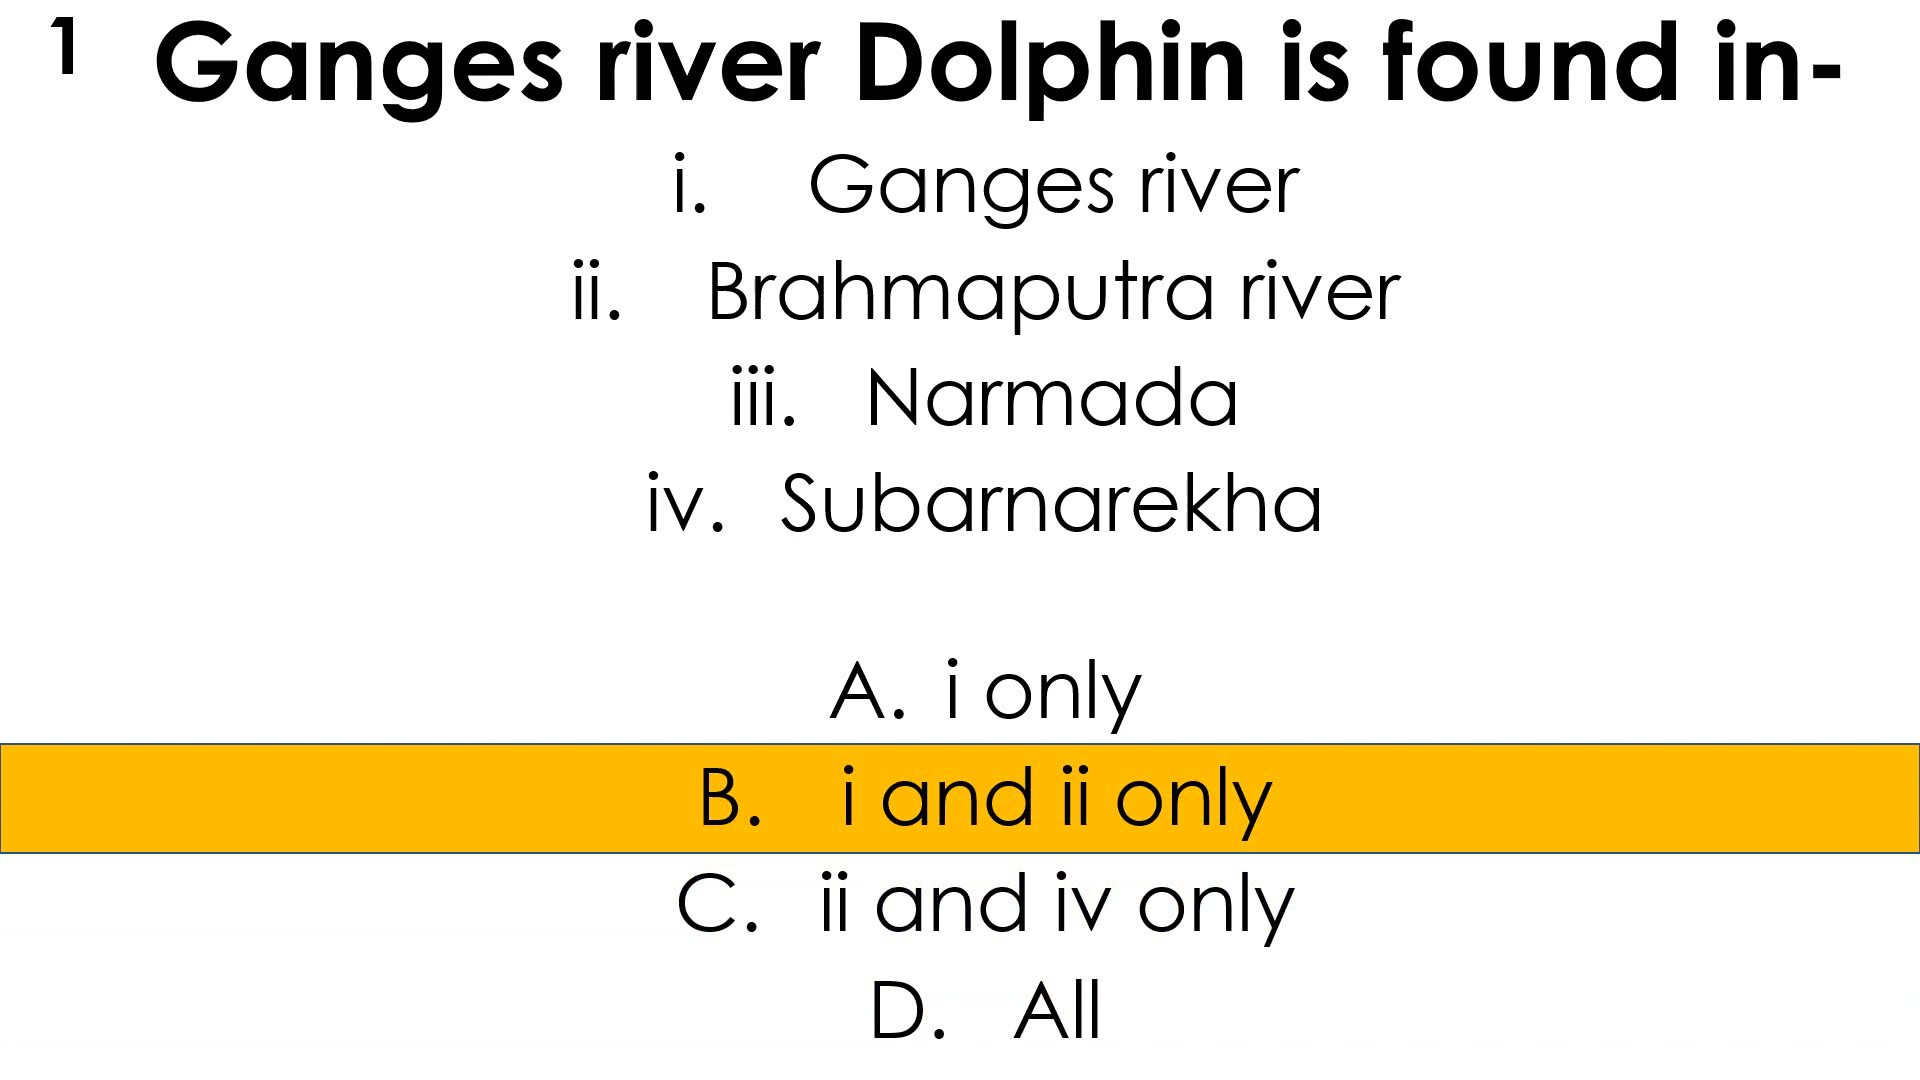 1 Ganges river Dolphin is found in-
i. Ganges river
ii. Brahmaputra river
iii. Narmada
iv. Subarnarekha
A. i only
B. i and ii only
C. ii and iv only
D. All